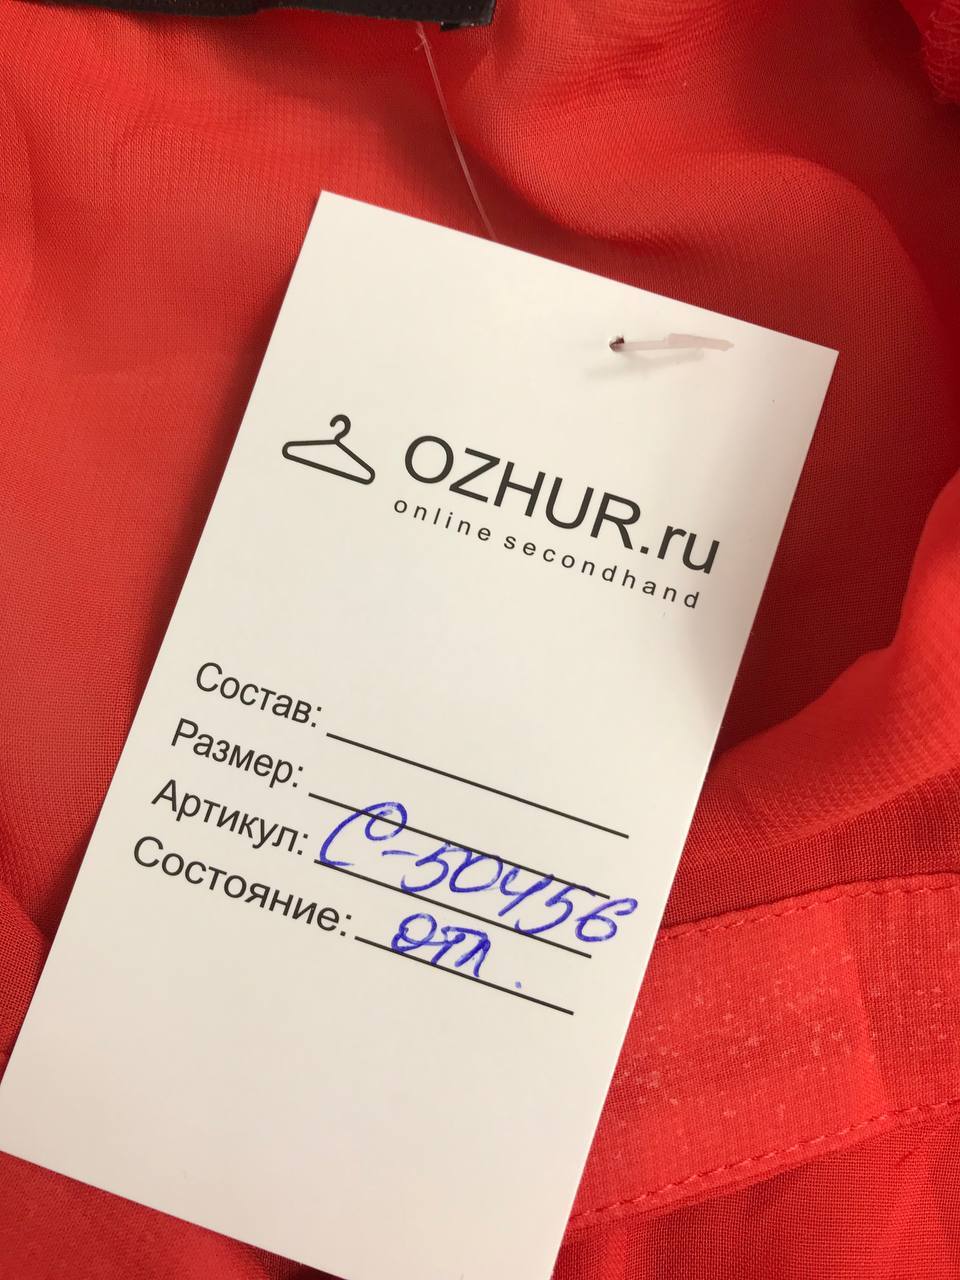 OZHUR.ru
online secondhand
Состав:
Размер:
Артикул: С-50456
Состояние: отл.